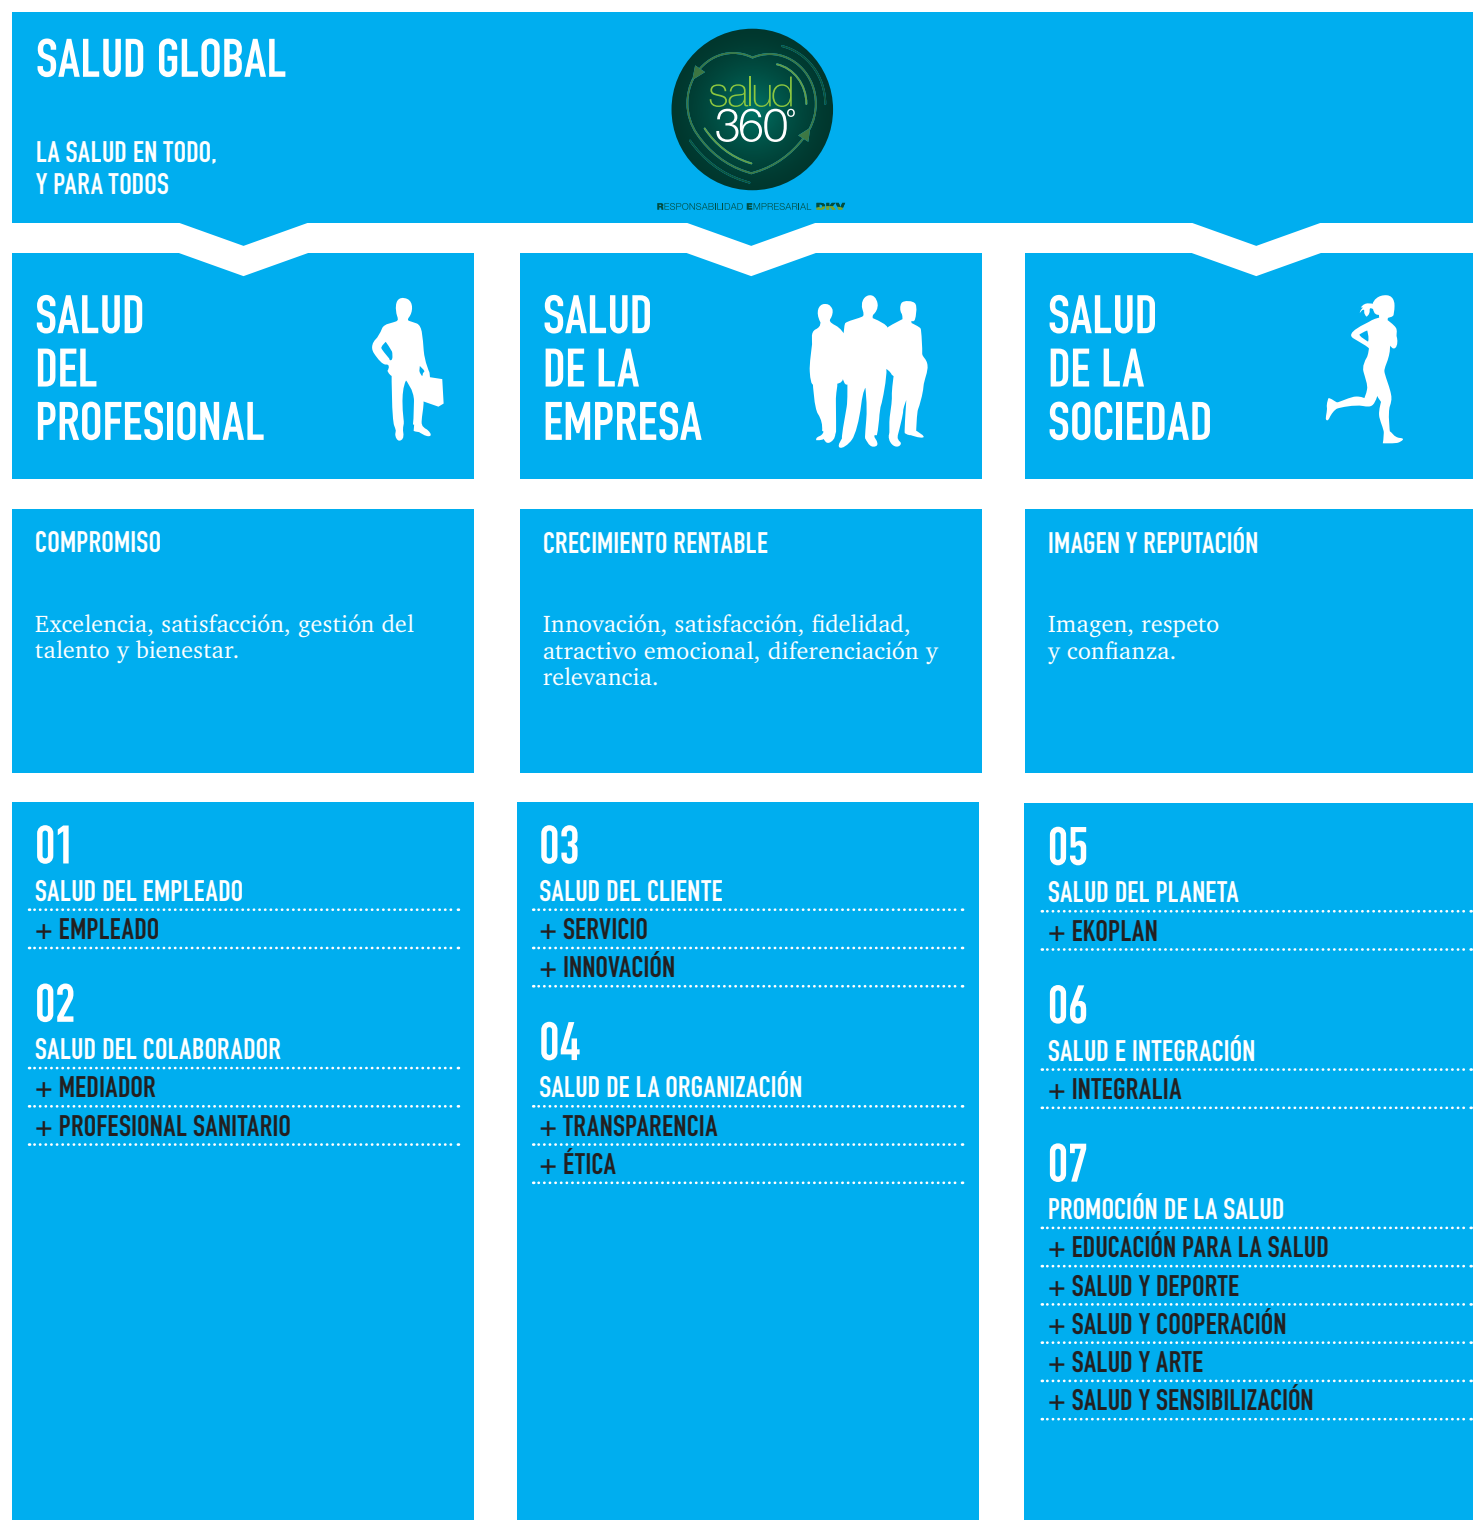 SALUD GLOBAL
LA SALUD EN TODO,
Y PARA TODOS
salud
360°
RESPONSABILIDAD EMPRESARIAL DKV
SALUD
DEL
PROFESIONAL
COMPROMISO
Excelencia, satisfacción, gestión del
talento y bienestar.
01
SALUD DEL EMPLEADO
+ EMPLEADO
02
SALUD DEL COLABORADOR
+ MEDIADOR
+ PROFESIONAL SANITARIO
SALUD
DE LA
EMPRESA
CRECIMIENTO RENTABLE
Innovación, satisfacción, fidelidad,
atractivo emocional, diferenciación y
relevancia.
03
SALUD DEL CLIENTE
+ SERVICIO
+ INNOVACIÓN
04
SALUD DE LA ORGANIZACIÓN
+ TRANSPARENCIA
+ ÉTICA
SALUD
DE LA
SOCIEDAD
IMAGEN Y REPUTACIÓN
Imagen, respeto
y confianza.
05
SALUD DEL PLANETA
+ EKOPLAN
06
SALUD E INTEGRACIÓN
+ INTEGRALIA
07
PROMOCIÓN DE LA SALUD
+ EDUCACIÓN PARA LA SALUD
+ SALUD Y DEPORTE
+ SALUD Y COOPERACIÓN
+ SALUD Y ARTE
+ SALUD Y SENSIBILIZACIÓN